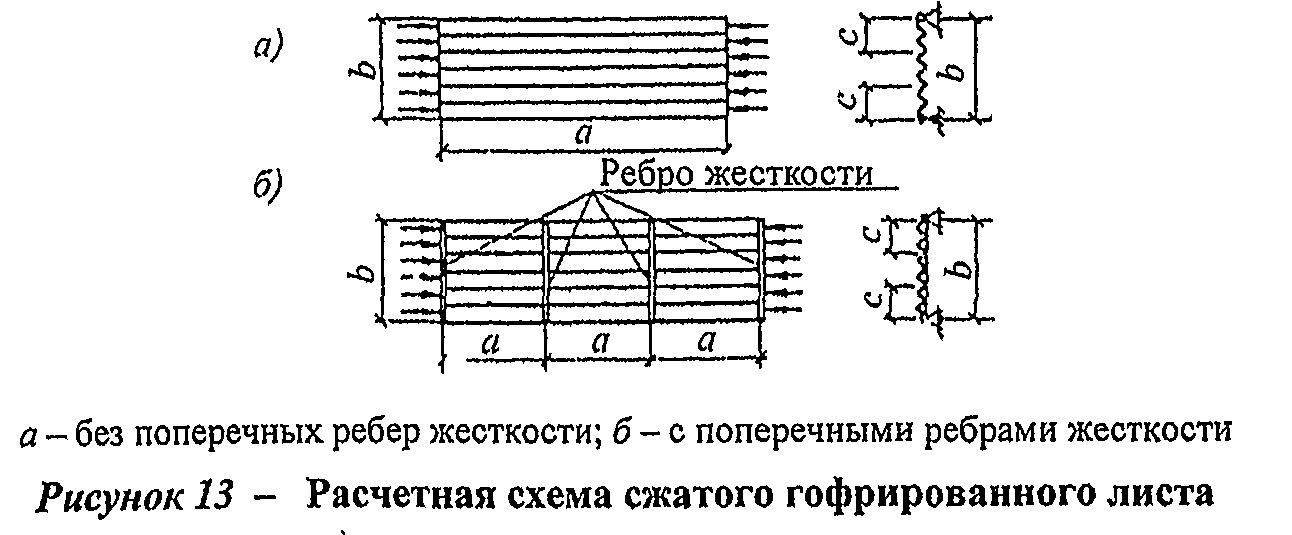 а)
b
a
c
c
b
б)
Ребро жесткости
b
a
a
a
c
c
b
а – без поперечных ребер жесткости; б – с поперечными ребрами жесткости
Рисунок 13 – Расчетная схема сжатого гофрированного листа